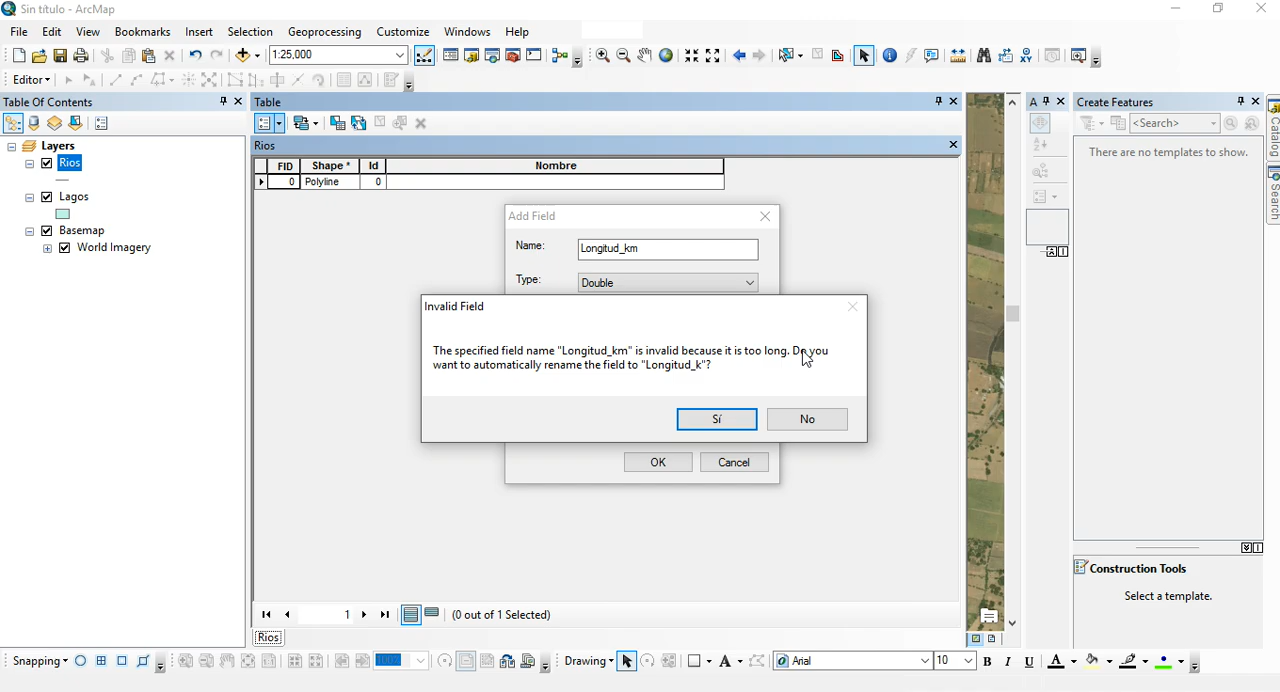 Sin título - ArcMap
File Edit View Bookmarks Insert Selection Geoprocessing Customize Windows Help
1:25,000
Editor
Table Of Contents
Table
A
Create Features
<Search>
Catalog
Search
Layers
Rios
Lagos
Basemap
World Imagery
Rios
FID Shape * Id Nombre
0 Polyline 0
There are no templates to show.
Add Field
Name: Longitud_km
Type: Double
Invalid Field
The specified field name "Longitud_km" is invalid because it is too long. Do you
want to automatically rename the field to "Longitud_k"?
Sí No
OK Cancel
Construction Tools
Select a template.
1 (0 out of 1 Selected)
Rios
Snapping
100%
Drawing
A
Arial
10
B I U A